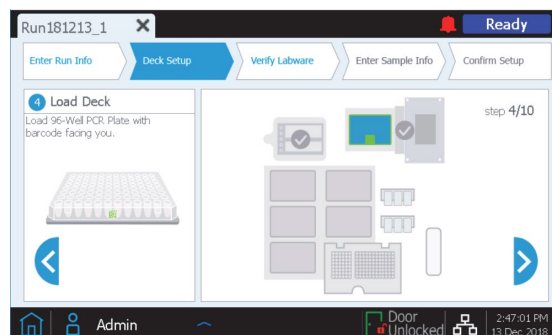 Run181213_1
Ready
Enter Run Info
Deck Setup
Verify Labware
Enter Sample Info
Confirm Setup
4 Load Deck
Load 96-Well PCR Plate with
barcode facing you.
step 4/10
Admin
Door
Unlocked
2:47:01 PM
13 Dec 2018